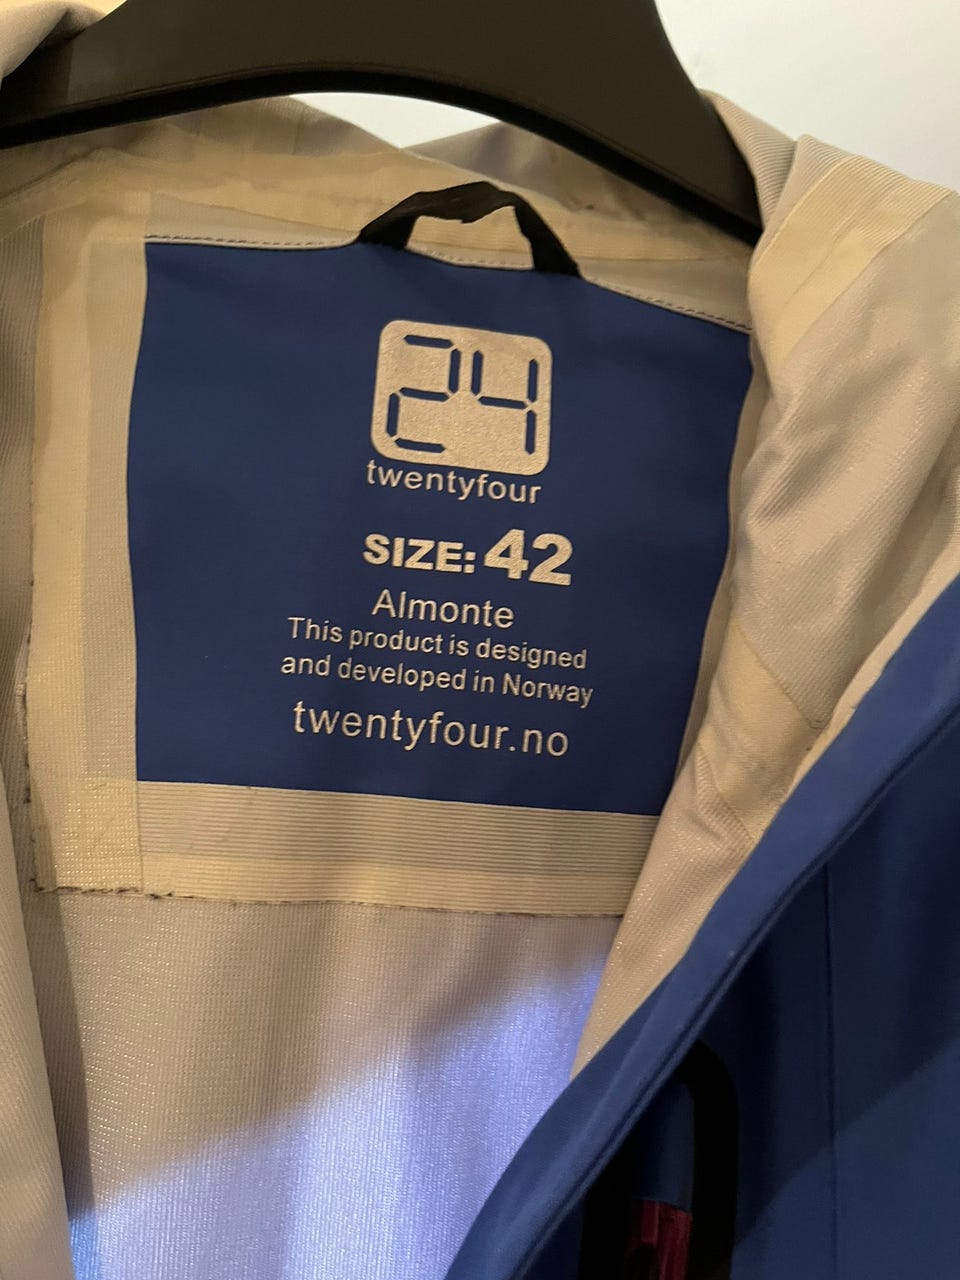 24
twentyfour
SIZE: 42
Almonte
This product is designed
and developed in Norway
twentyfour.no